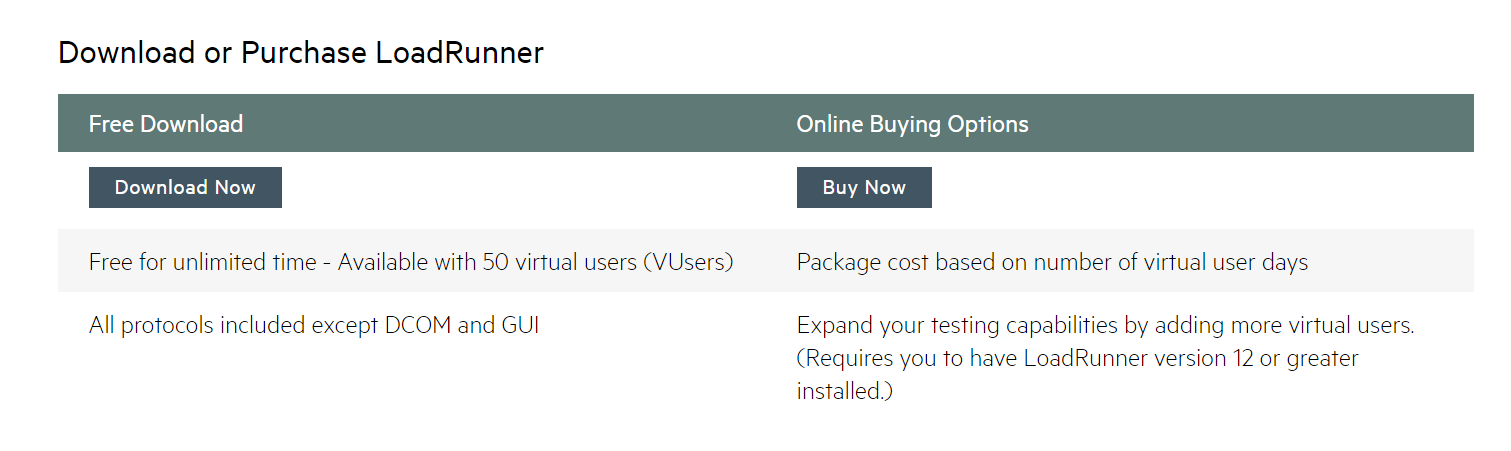 Download or Purchase LoadRunner
Free Download
Online Buying Options
Download Now
Buy Now
Free for unlimited time - Available with 50 virtual users (VUsers)
Package cost based on number of virtual user days
All protocols included except DCOM and GUI
Expand your testing capabilities by adding more virtual users.
(Requires you to have LoadRunner version 12 or greater
installed.)